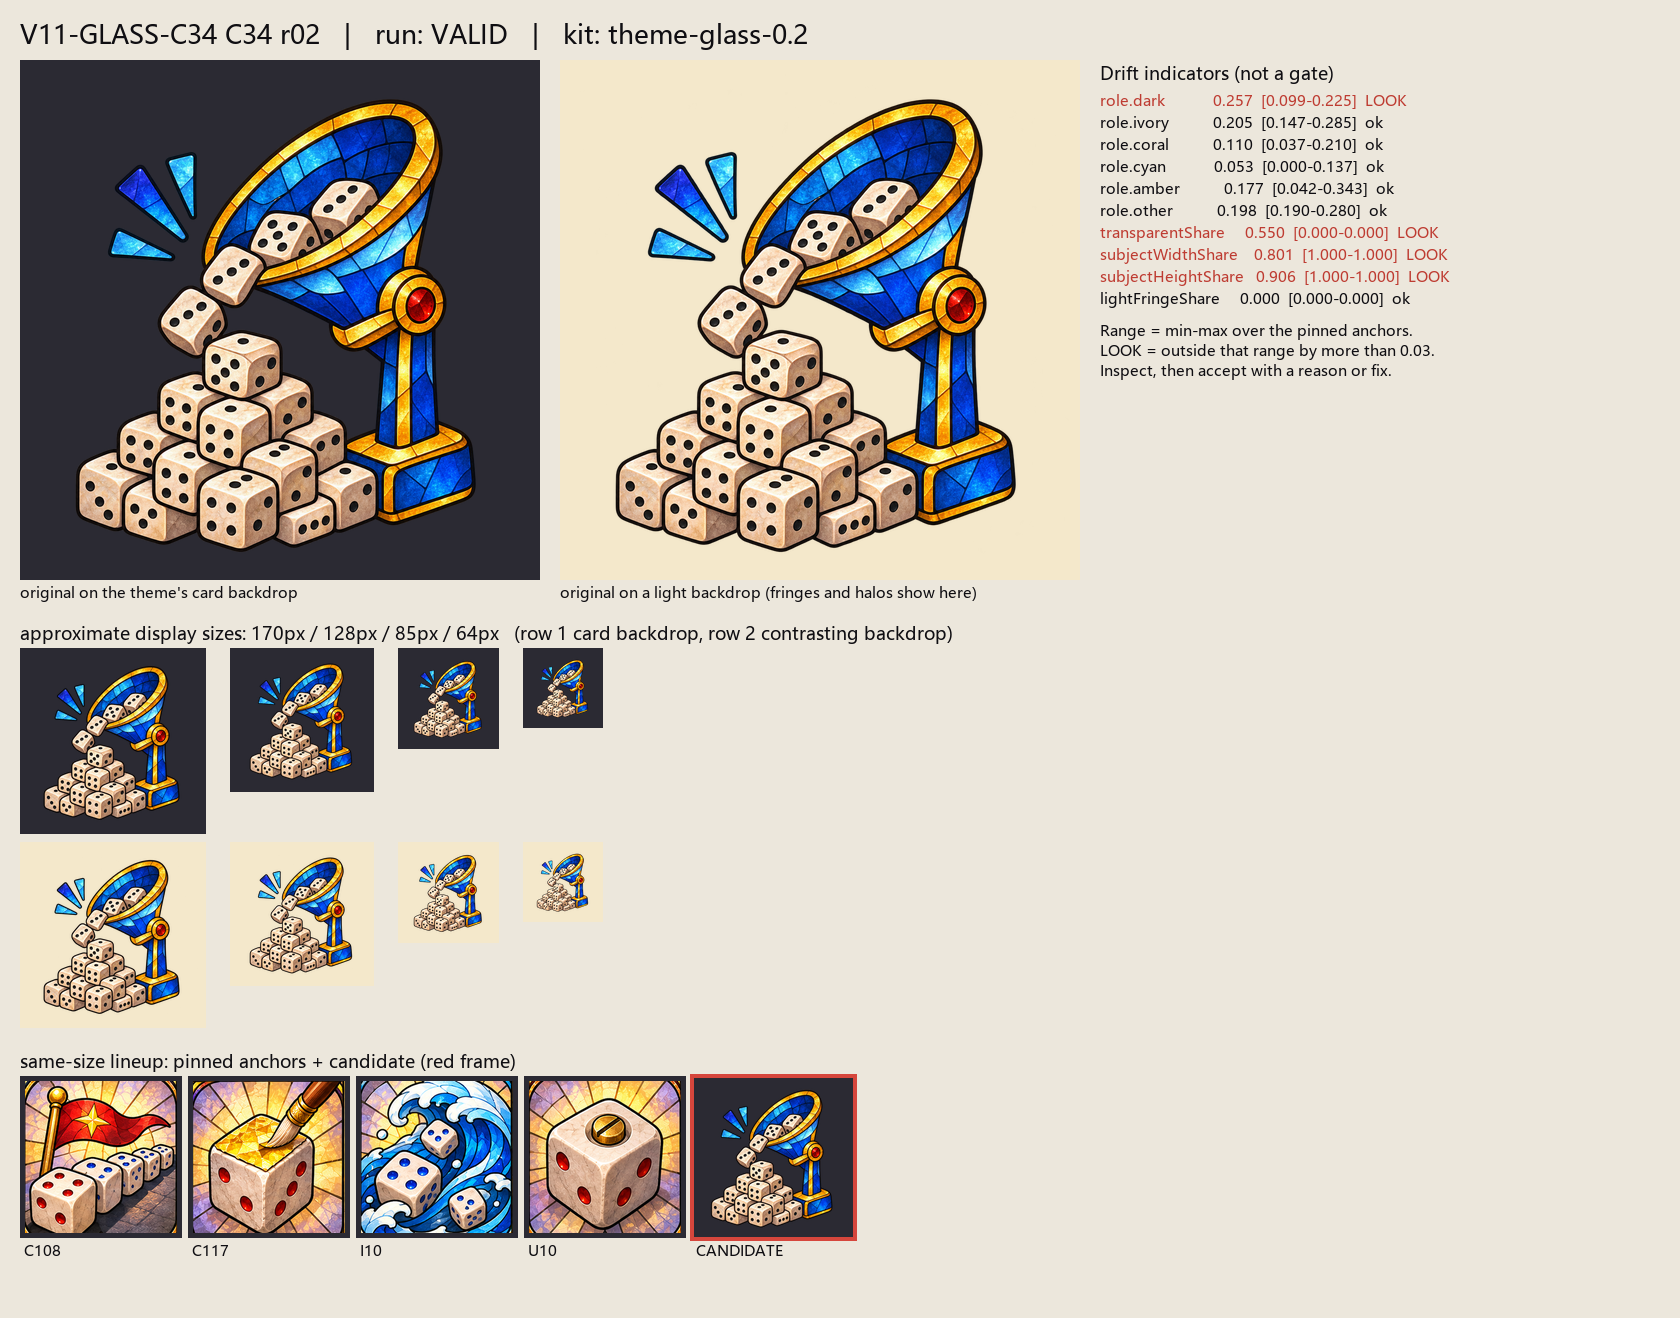 V11-GLASS-C34 C34 r02   |   run: VALID   |   kit: theme-glass-0.2
Drift indicators (not a gate)
role.dark 0.257 [0.099-0.225] LOOK
role.ivory 0.205 [0.147-0.285] ok
role.coral 0.110 [0.037-0.210] ok
role.cyan 0.053 [0.000-0.137] ok
role.amber 0.177 [0.042-0.343] ok
role.other 0.198 [0.190-0.280] ok
transparentShare 0.550 [0.000-0.000] LOOK
subjectWidthShare 0.801 [1.000-1.000] LOOK
subjectHeightShare 0.906 [1.000-1.000] LOOK
lightFringeShare 0.000 [0.000-0.000] ok
Range = min-max over the pinned anchors.
LOOK = outside that range by more than 0.03.
Inspect, then accept with a reason or fix.
original on the theme's card backdrop
original on a light backdrop (fringes and halos show here)
approximate display sizes: 170px / 128px / 85px / 64px   (row 1 card backdrop, row 2 contrasting backdrop)
same-size lineup: pinned anchors + candidate (red frame)
C108
C117
I10
U10
CANDIDATE